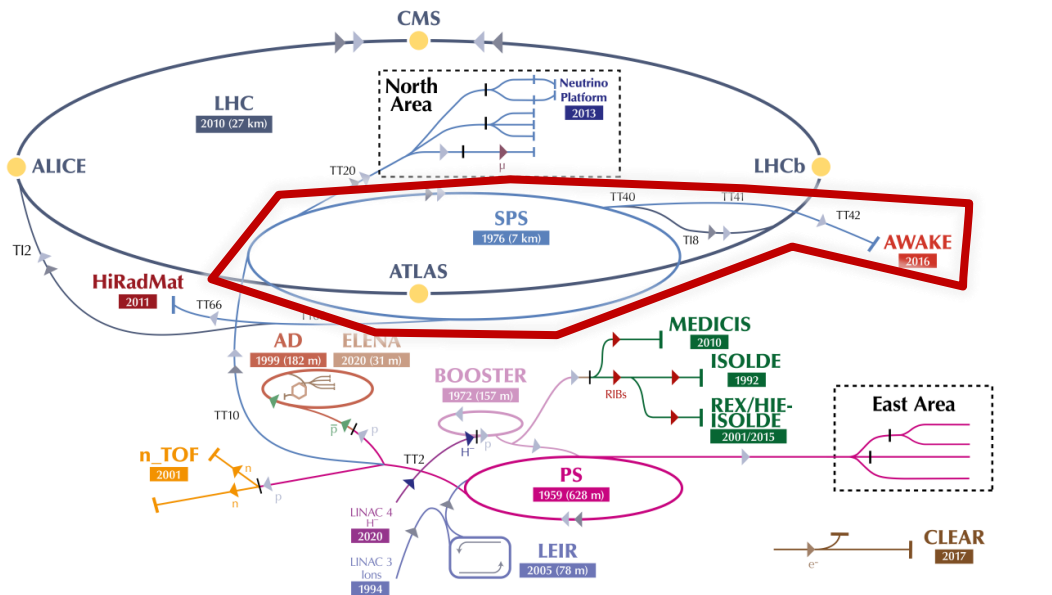 CMS
North
Area
Neutrino
Platform
2013
LHC
2010 (27 km)
ALICE
LHCb
TT20
μ
TT40
TT41
TT42
SPS
1976 (7 km)
TI8
AWAKE
2016
TI2
ATLAS
HiRadMat
2011
TT66
AD
1999 (182 m)
ELENA
2020 (31 m)
MEDICIS
2010
ISOLDE
1992
BOOSTER
1972 (157 m)
RIBs
REX/HIE-
ISOLDE
2001/2015
East Area
TT10
p̅
p
H⁻
p
n_TOF
2001
n
n
p
TT2
PS
1959 (628 m)
LINAC 4
H⁻
2020
LINAC 3
Ions
1994
LEIR
2005 (78 m)
CLEAR
2017
e⁻